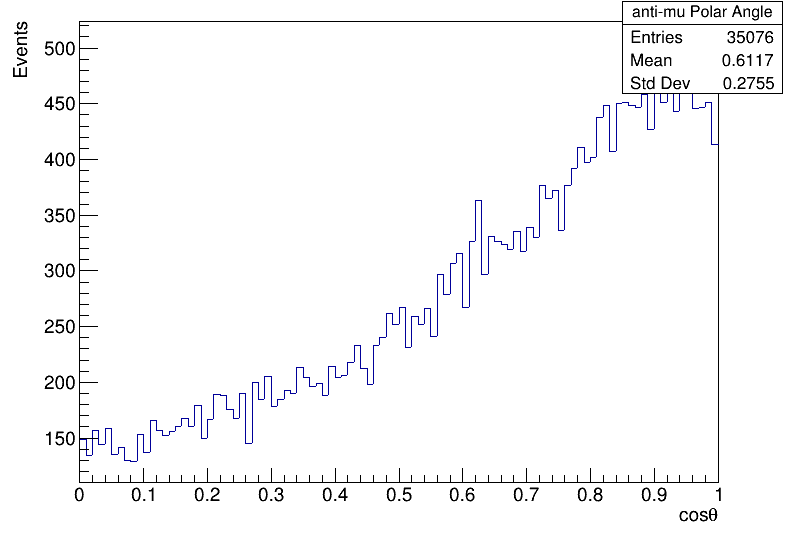 anti-mu Polar Angle
Entries 35076
Mean 0.6117
Std Dev 0.2755
Events
500
450
400
350
300
250
200
150
0 0.1 0.2 0.3 0.4 0.5 0.6 0.7 0.8 0.9 1
cosθ